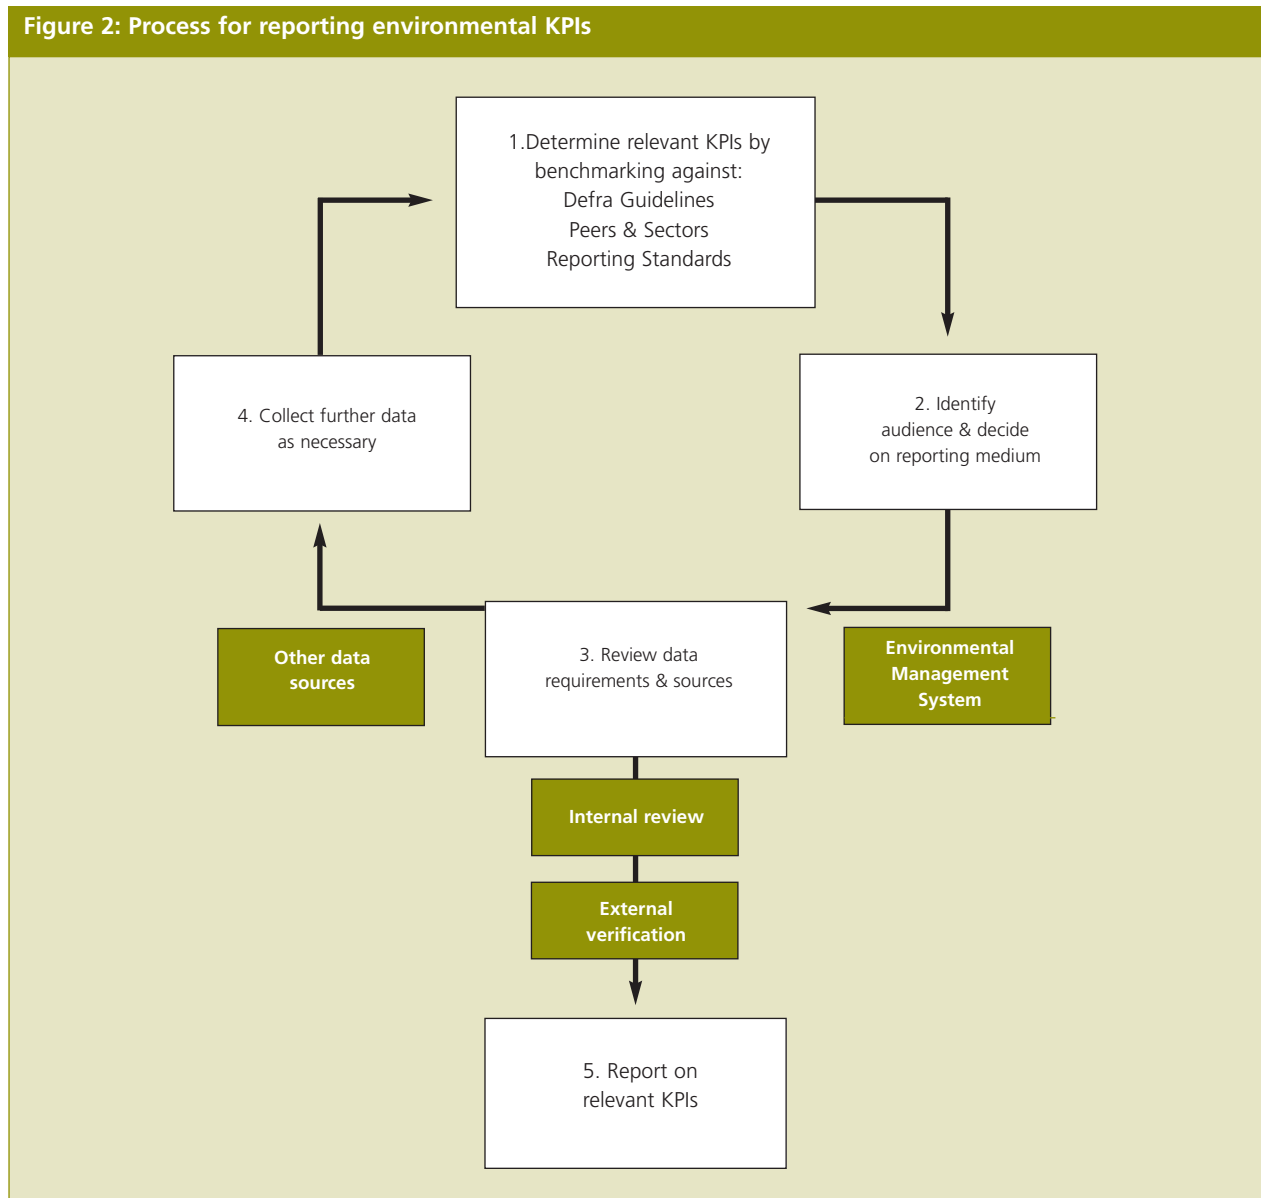 Figure 2: Process for reporting environmental KPIs
1.Determine relevant KPIs by
benchmarking against:
Defra Guidelines
Peers & Sectors
Reporting Standards
2. Identify
audience & decide
on reporting medium
4. Collect further data
as necessary
Environmental
Management
System
3. Review data
requirements & sources
Other data
sources
Internal review
External
verification
5. Report on
relevant KPIs